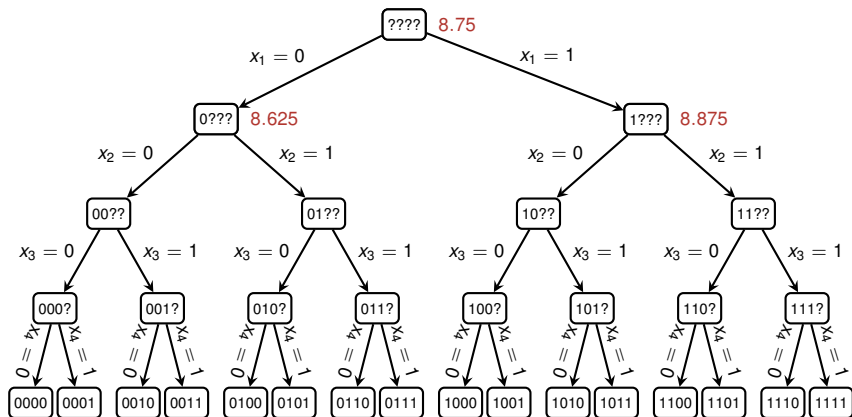 ???? 8.75
x₁ = 0 x₁ = 1
0??? 8.625 1??? 8.875
x₂ = 0 x₂ = 1 x₂ = 0 x₂ = 1
00?? 01?? 10?? 11??
x₃ = 0 x₃ = 1 x₃ = 0 x₃ = 1 x₃ = 0 x₃ = 1 x₃ = 0 x₃ = 1
000? 001? 010? 011? 100? 101? 110? 111?
x₄ = 0 x₄ = 1 x₄ = 0 x₄ = 1 x₄ = 0 x₄ = 1 x₄ = 0 x₄ = 1 x₄ = 0 x₄ = 1 x₄ = 0 x₄ = 1 x₄ = 0 x₄ = 1 x₄ = 0 x₄ = 1
0000 0001 0010 0011 0100 0101 0110 0111 1000 1001 1010 1011 1100 1101 1110 1111